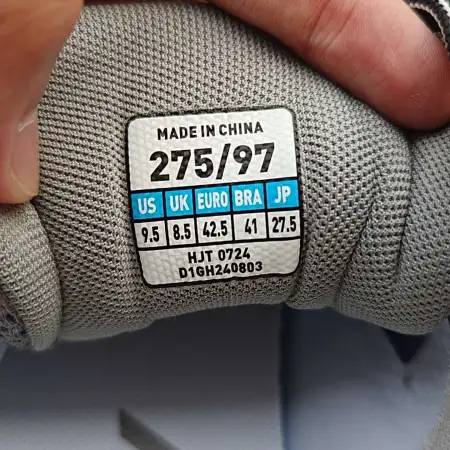 MADE IN CHINA
275/97
US UK EURO BRA JP
9.5 8.5 42.5 41 27.5
HJT 0724
D1GH240803